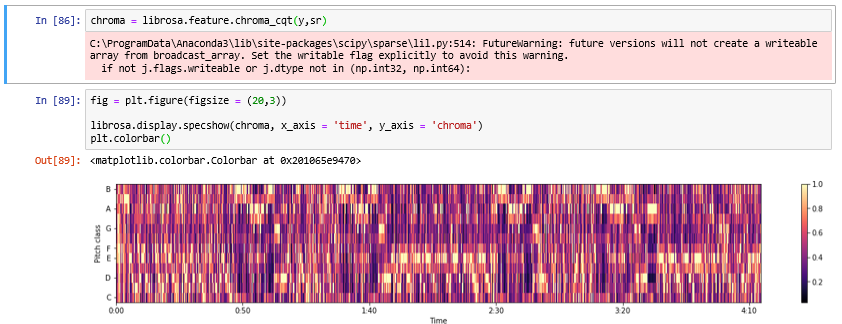 In [86]: chroma = librosa.feature.chroma_cqt(y,sr)
C:\ProgramData\Anaconda3\lib\site-packages\scipy\sparse\lil.py:514: FutureWarning: future versions will not create a writeable
array from broadcast_array. Set the writable flag explicitly to avoid this warning.
if not j.flags.writeable or j.dtype not in (np.int32, np.int64):
In [89]: fig = plt.figure(figsize = (20,3))
librosa.display.specshow(chroma, x_axis = 'time', y_axis = 'chroma')
plt.colorbar()
Out[89]: <matplotlib.colorbar.Colorbar at 0x201065e9470>
Pitch class
B
A
G
F
E
D
C
0:00 0:50 1:40 2:30 3:20 4:10
Time
1.0
0.8
0.6
0.4
0.2